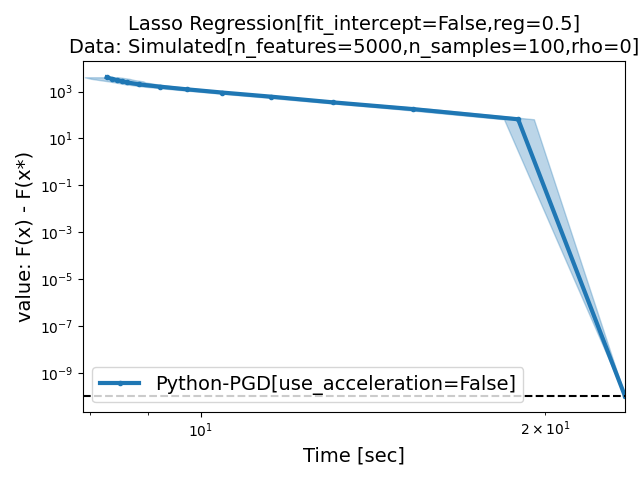 Lasso Regression[fit_intercept=False,reg=0.5]
Data: Simulated[n_features=5000,n_samples=100,rho=0]
value: F(x) - F(x*)
10³
10¹
10⁻¹
10⁻³
10⁻⁵
10⁻⁷
10⁻⁹
Python-PGD[use_acceleration=False]
10¹
2 × 10¹
Time [sec]